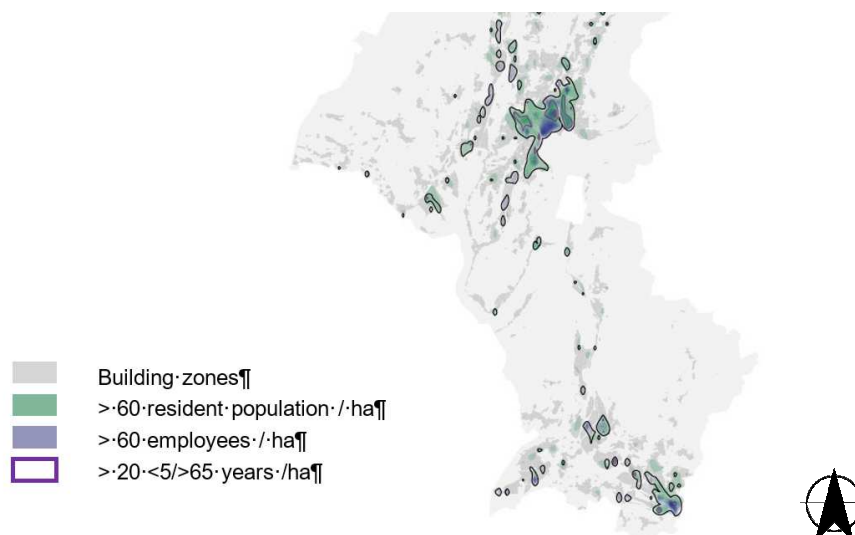 Building·zones¶
>·60·resident·population·/·ha¶
>·60·employees·/·ha¶
>·20·<5/>65·years·/ha¶